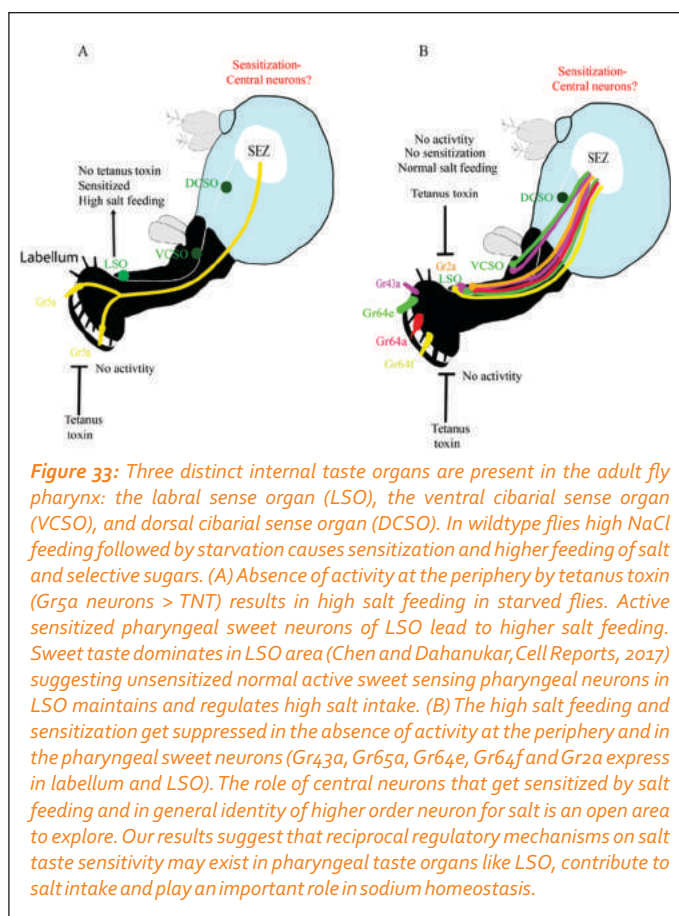 A
B
Sensitization-
Central neurons?
Sensitization-
Central neurons?
SEZ
SEZ
No activtity
No sensitization
Normal salt feeding
No tetanus toxin
Sensitized
High salt feeding
DCSO
DCSO
Tetanus toxin
Labellum
LSO
VCSO
VCSO
Gr2a
LSO
Gr43a
Gr5a
Gr64e
Gr5a
Gr64a
Gr64f
No activtity
No activtity
Tetanus
toxin
Tetanus
toxin
Figure 33: Three distinct internal taste organs are present in the adult fly
pharynx: the labral sense organ (LSO), the ventral cibarial sense organ
(VCSO), and dorsal cibarial sense organ (DCSO). In wildtype flies high NaCl
feeding followed by starvation causes sensitization and higher feeding of salt
and selective sugars. (A) Absence of activity at the periphery by tetanus toxin
(Gr5a neurons > TNT) results in high salt feeding in starved flies. Active
sensitized pharyngeal sweet neurons of LSO lead to higher salt feeding.
Sweet taste dominates in LSO area (Chen and Dahanukar,Cell Reports, 2017)
suggesting unsensitized normal active sweet sensing pharyngeal neurons in
LSO maintains and regulates high salt intake. (B) The high salt feeding and
sensitization get suppressed in the absence of activity at the periphery and in
the pharyngeal sweet neurons (Gr43a, Gr65a, Gr64e, Gr64f and Gr2a express
in labellum and LSO). The role of central neurons that get sensitized by salt
feeding and in general identity of higher order neuron for salt is an open area
to explore. Our results suggest that reciprocal regulatory mechanisms on salt
taste sensitivity may exist in pharyngeal taste organs like LSO, contribute to
salt intake and play an important role in sodium homeostasis.